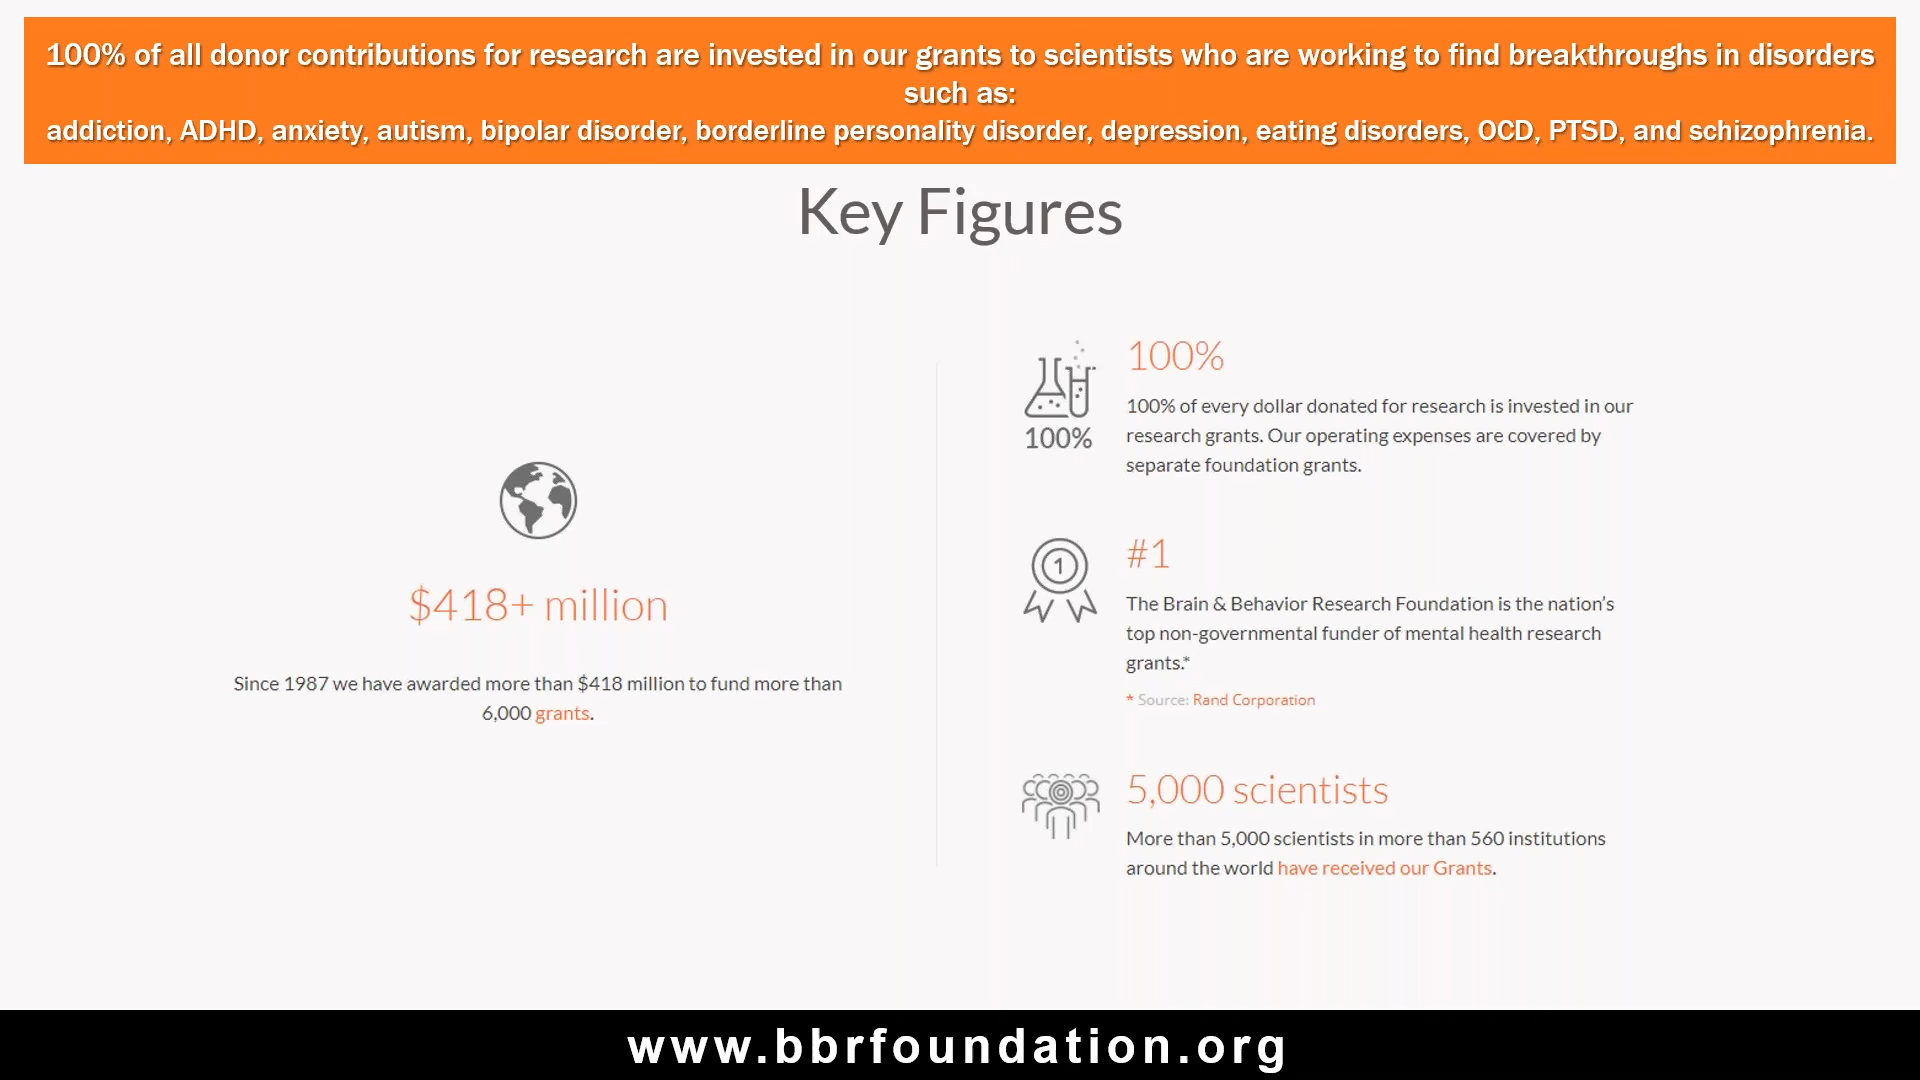 100% of all donor contributions for research are invested in our grants to scientists who are working to find breakthroughs in disorders
such as:
addiction, ADHD, anxiety, autism, bipolar disorder, borderline personality disorder, depression, eating disorders, OCD, PTSD, and schizophrenia.
Key Figures
$418+ million
Since 1987 we have awarded more than $418 million to fund more than
6,000 grants.
100%
100%
100% of every dollar donated for research is invested in our
research grants. Our operating expenses are covered by
separate foundation grants.
1
#1
The Brain & Behavior Research Foundation is the nation's
top non-governmental funder of mental health research
grants.*
* Source: Rand Corporation
5,000 scientists
More than 5,000 scientists in more than 560 institutions
around the world have received our Grants.
www.bbrfoundation.org